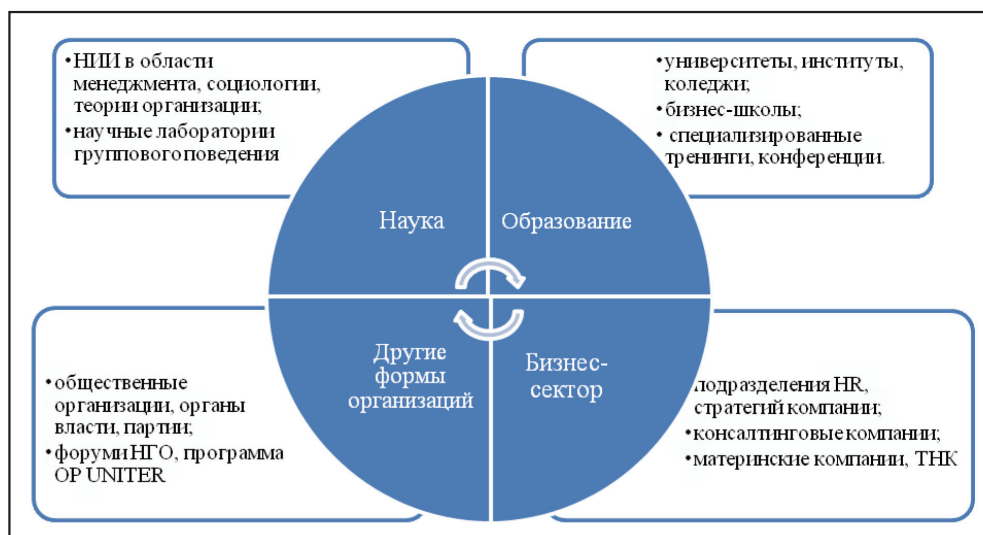 •НИИ в области
менеджмента, социологии,
теории организации;
•научные лаборатории
группового поведения
•университеты, институты,
коледжи;
•бизнес-школы;
• специализированные
тренинги, конференции.
Наука
Образование
Другие
формы
организаций
Бизнес-
сектор
•общественные
организации, органы
власти, партии;
•форуми НГО, программа
OP UNITER
•подразделения HR,
стратегий компании;
•консалтинговые компании;
•материнские компании, ТНК